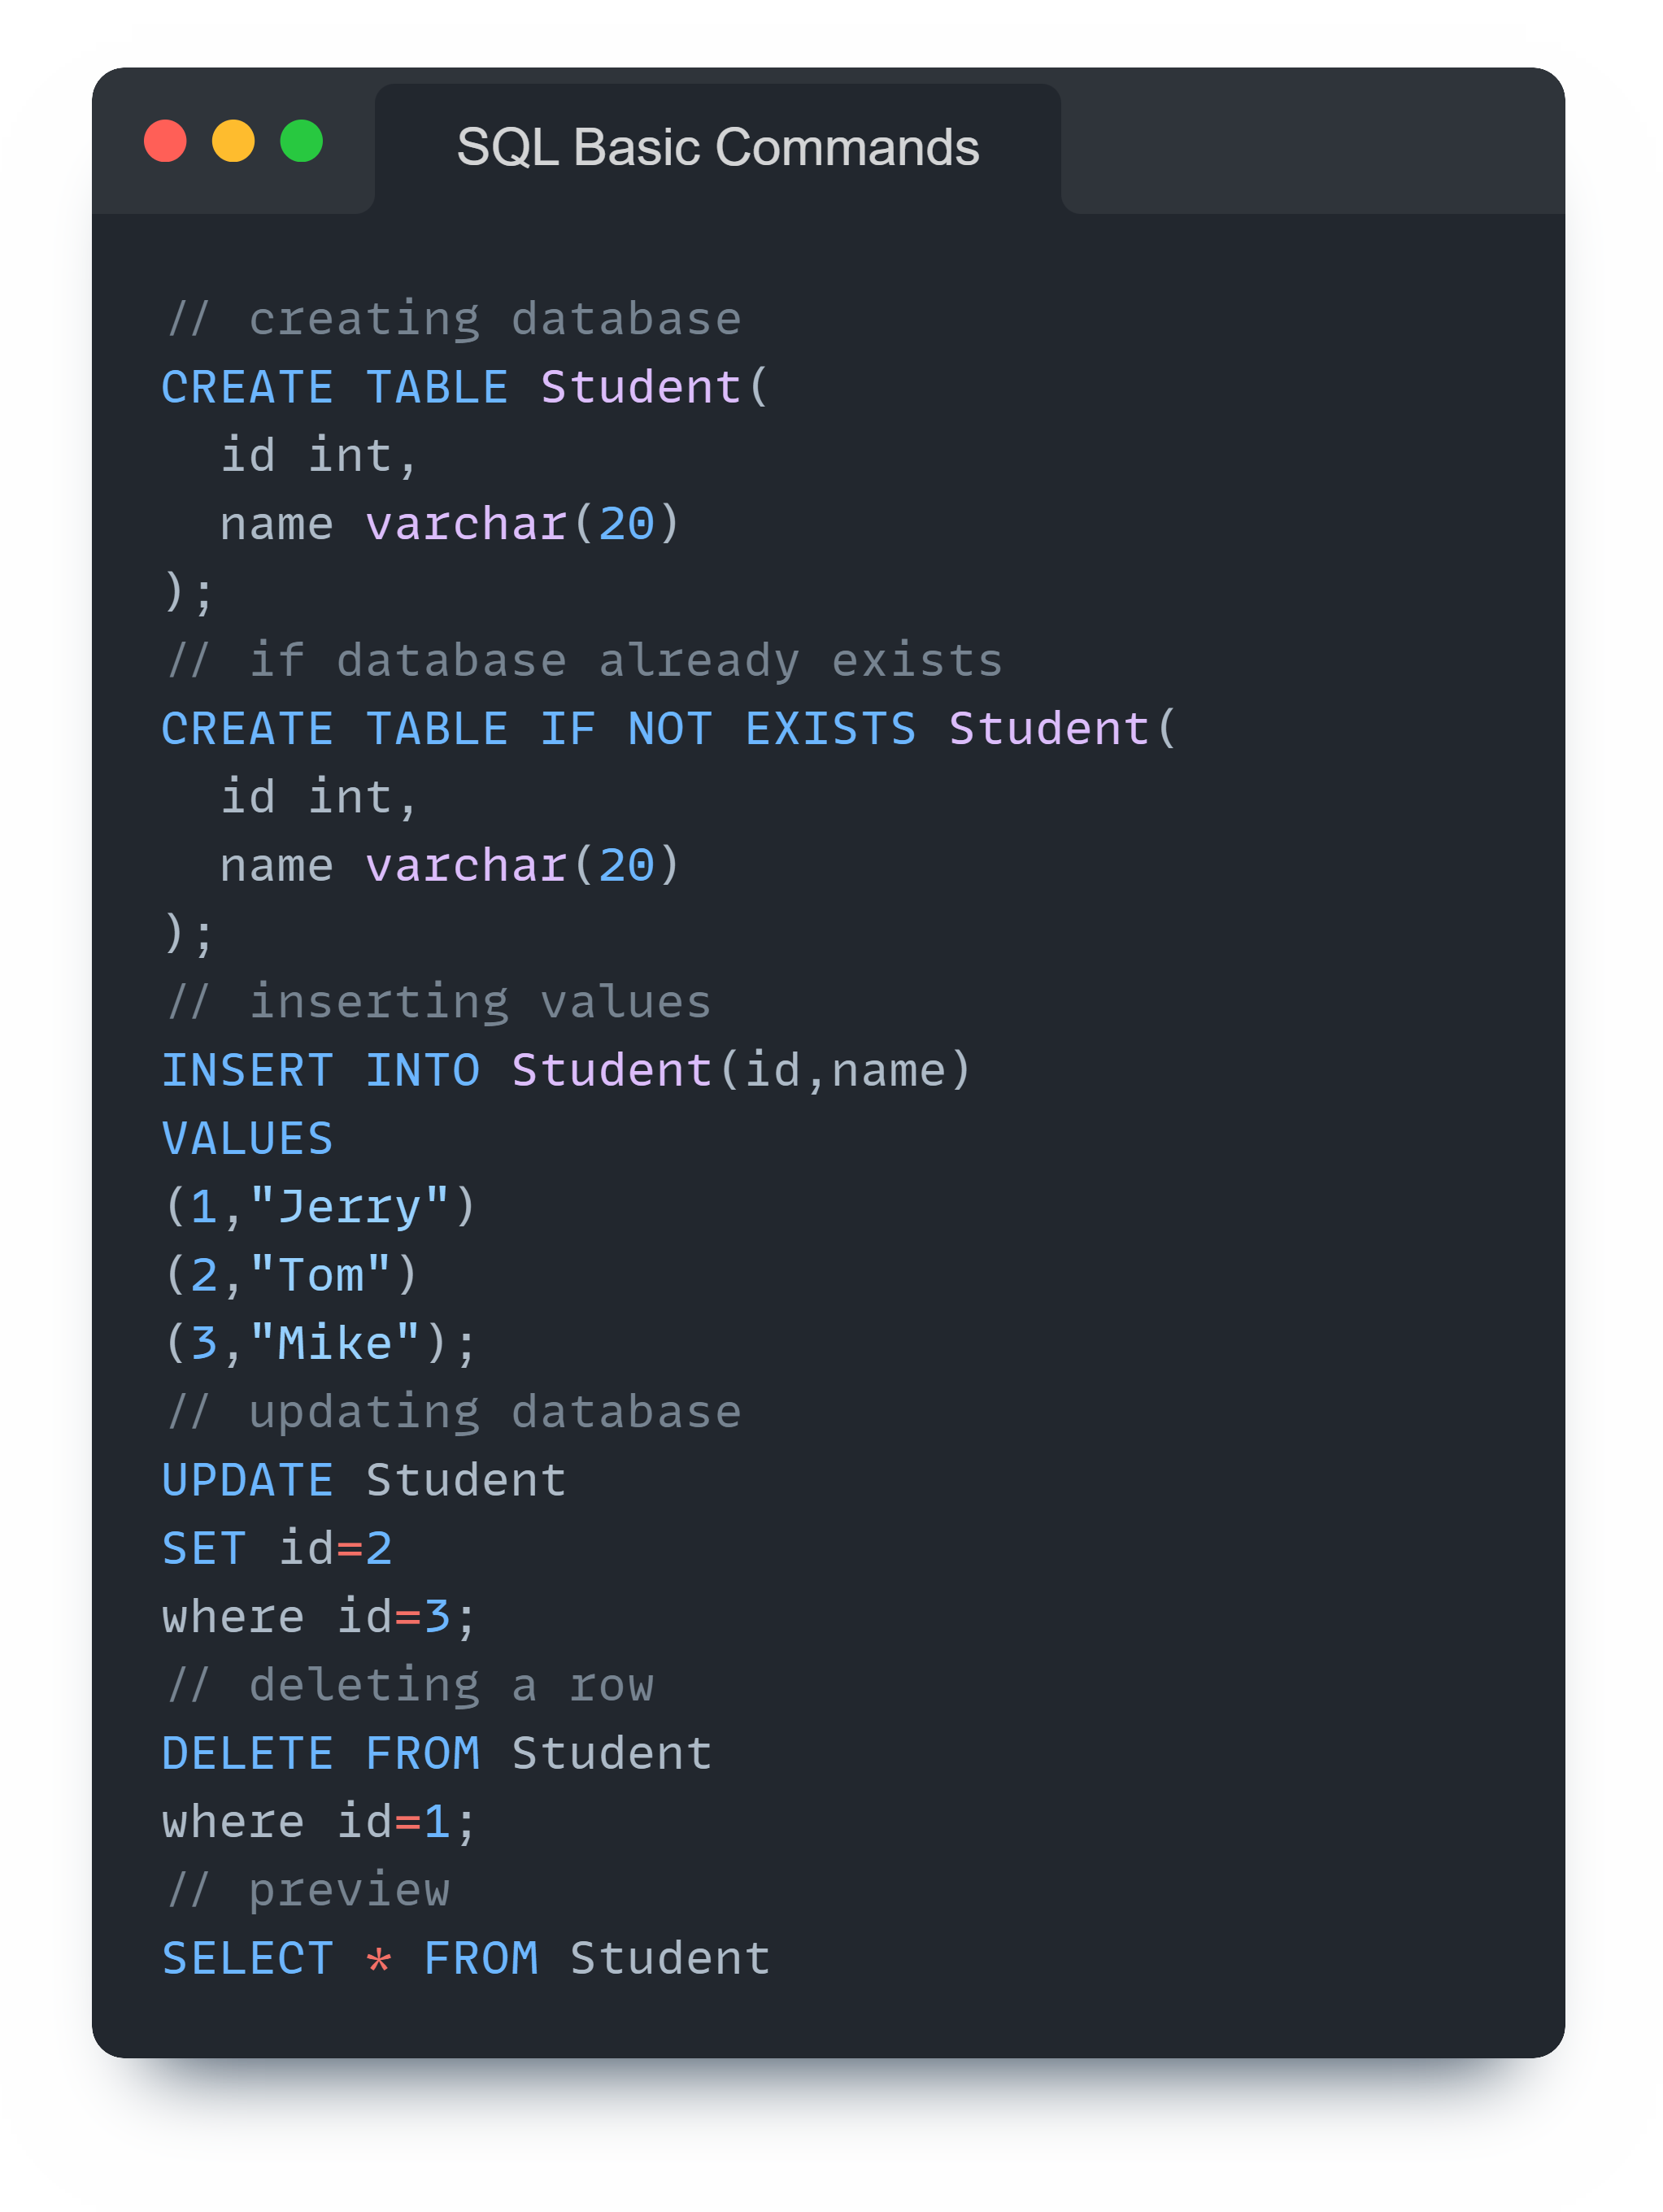 SQL Basic Commands
// creating database
CREATE TABLE Student(
  id int,
  name varchar(20)
);
// if database already exists
CREATE TABLE IF NOT EXISTS Student(
  id int,
  name varchar(20)
);
// inserting values
INSERT INTO Student(id,name)
VALUES
(1,"Jerry")
(2,"Tom")
(3,"Mike");
// updating database
UPDATE Student
SET id=2
where id=3;
// deleting a row
DELETE FROM Student
where id=1;
// preview
SELECT * FROM Student